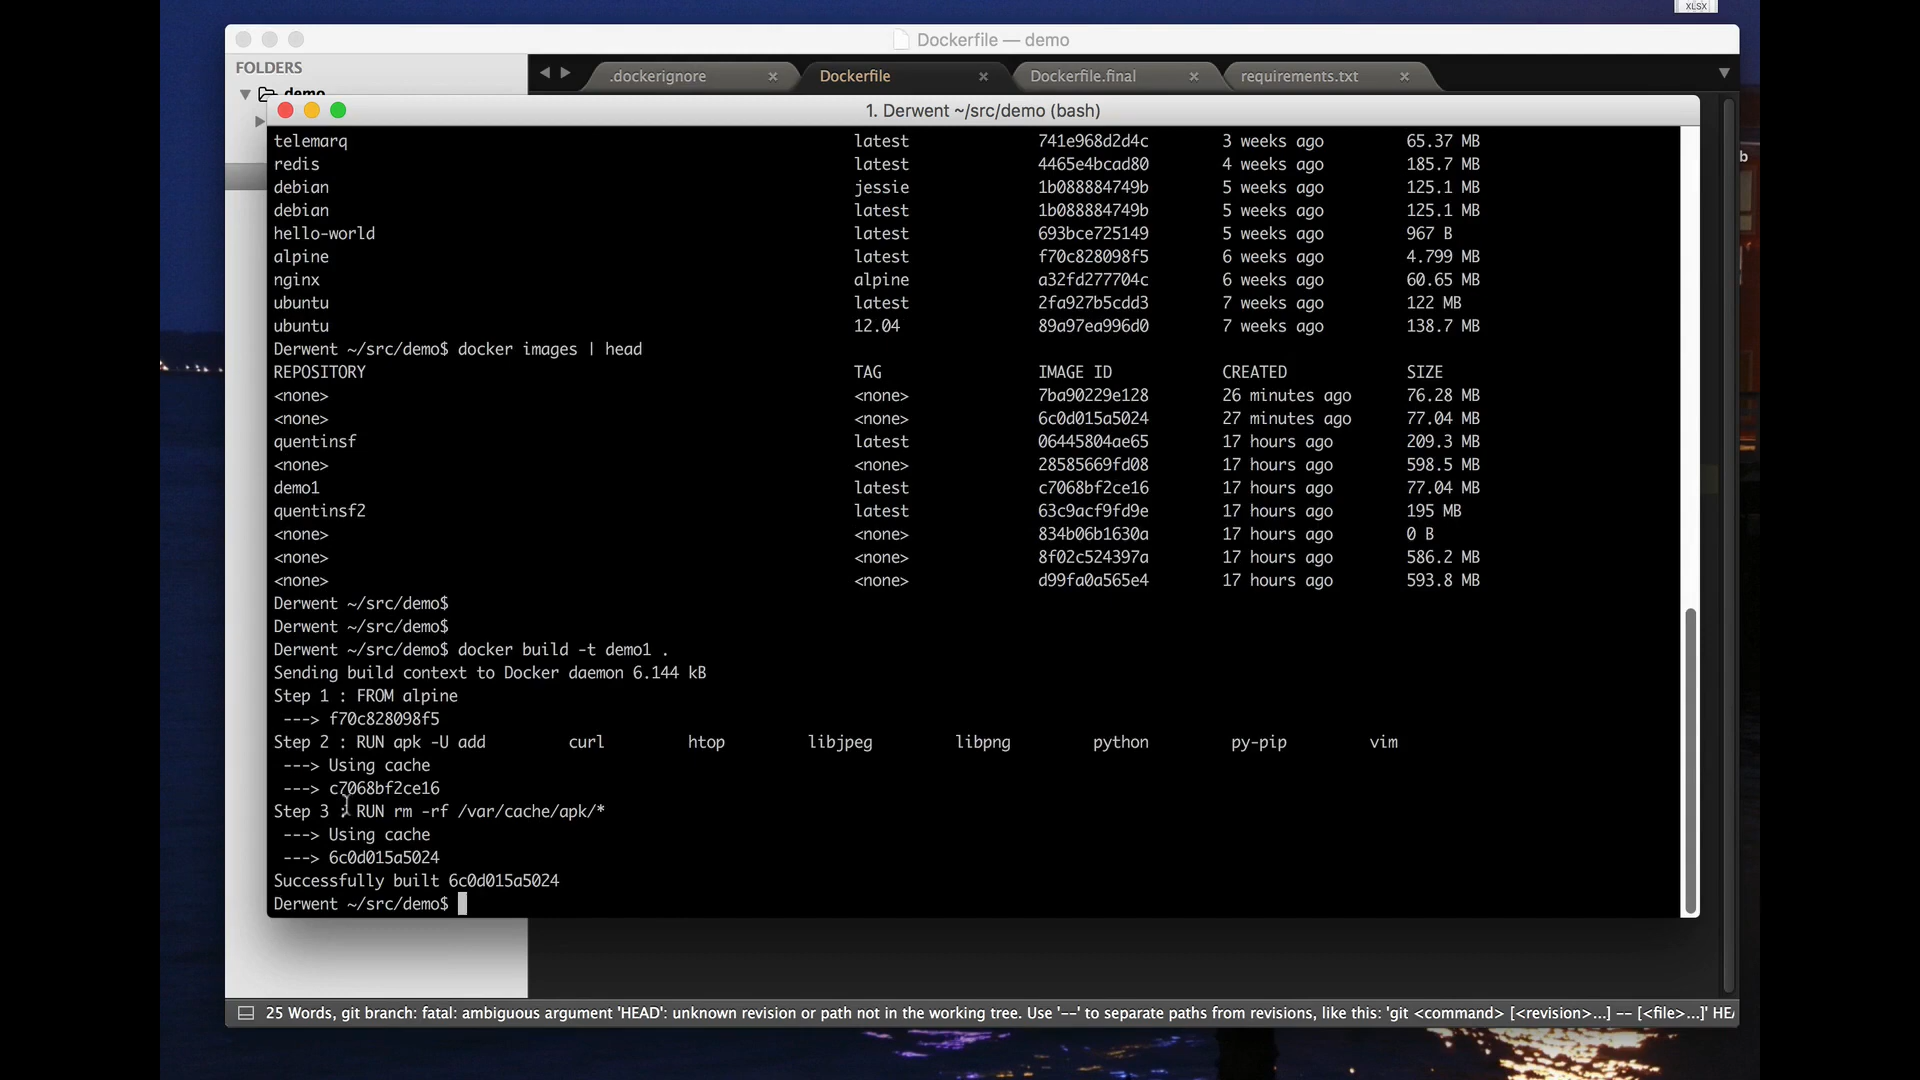 XLSX
Dockerfile — demo
FOLDERS
.dockerignore
Dockerfile
Dockerfile.final
requirements.txt
demo
1. Derwent ~/src/demo (bash)
telemarq latest 741e968d2d4c 3 weeks ago 65.37 MB
redis latest 4465e4bcad80 4 weeks ago 185.7 MB
debian jessie 1b088884749b 5 weeks ago 125.1 MB
debian latest 1b088884749b 5 weeks ago 125.1 MB
hello-world latest 693bce725149 5 weeks ago 967 B
alpine latest f70c828098f5 6 weeks ago 4.799 MB
nginx alpine a32fd277704c 6 weeks ago 60.65 MB
ubuntu latest 2fa927b5cdd3 7 weeks ago 122 MB
ubuntu 12.04 89a97ea996d0 7 weeks ago 138.7 MB
Derwent ~/src/demo$ docker images | head
REPOSITORY TAG IMAGE ID CREATED SIZE
<none> <none> 7ba90229e128 26 minutes ago 76.28 MB
<none> <none> 6c0d015a5024 27 minutes ago 77.04 MB
quentinsf latest 06445804ae65 17 hours ago 209.3 MB
<none> <none> 28585669fd08 17 hours ago 598.5 MB
demo1 latest c7068bf2ce16 17 hours ago 77.04 MB
quentinsf2 latest 63c9acf9fd9e 17 hours ago 195 MB
<none> <none> 834b06b1630a 17 hours ago 0 B
<none> <none> 8f02c524397a 17 hours ago 586.2 MB
<none> <none> d99fa0a565e4 17 hours ago 593.8 MB
Derwent ~/src/demo$
Derwent ~/src/demo$
Derwent ~/src/demo$ docker build -t demo1 .
Sending build context to Docker daemon 6.144 kB
Step 1 : FROM alpine
---> f70c828098f5
Step 2 : RUN apk -U add curl htop libjpeg libpng python py-pip vim
---> Using cache
---> c7068bf2ce16
Step 3 : RUN rm -rf /var/cache/apk/*
---> Using cache
---> 6c0d015a5024
Successfully built 6c0d015a5024
Derwent ~/src/demo$
25 Words, git branch: fatal: ambiguous argument 'HEAD': unknown revision or path not in the working tree. Use '--' to separate paths from revisions, like this: 'git <command> [<revision>...] -- [<file>...]' HE